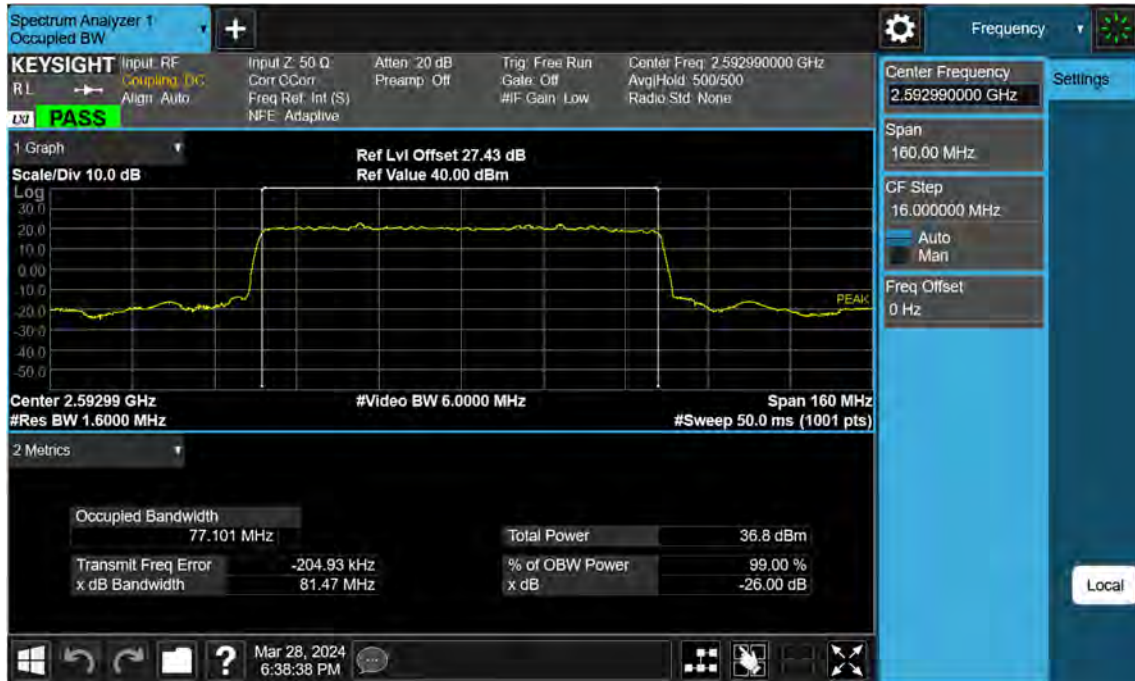 Spectrum Analyzer 1
Occupied BW
+
Frequency
KEYSIGHT
Input: RF
Coupling: DC
Align: Auto
R L
LXI
PASS
Input Z: 50 Ω
Corr CCorr
Freq Ref: Int (S)
NFE: Adaptive
Atten: 20 dB
Preamp: Off
Trig: Free Run
Gate: Off
#IF Gain: Low
Center Freq: 2.592990000 GHz
Avg|Hold: 500/500
Radio Std: None
Center Frequency
2.592990000 GHz
Settings
Span
160.00 MHz
CF Step
16.000000 MHz
Auto
Man
Freq Offset
0 Hz
1 Graph
Scale/Div 10.0 dB
Ref Lvl Offset 27.43 dB
Ref Value 40.00 dBm
Log
30.0
20.0
10.0
0.00
-10.0
-20.0
-30.0
-40.0
-50.0
PEAK
Center 2.59299 GHz
#Video BW 6.0000 MHz
Span 160 MHz
#Res BW 1.6000 MHz
#Sweep 50.0 ms (1001 pts)
2 Metrics
Occupied Bandwidth
77.101 MHz
Total Power 36.8 dBm
Transmit Freq Error -204.93 kHz
% of OBW Power 99.00 %
x dB Bandwidth 81.47 MHz
x dB -26.00 dB
Local
?
Mar 28, 2024
6:38:38 PM